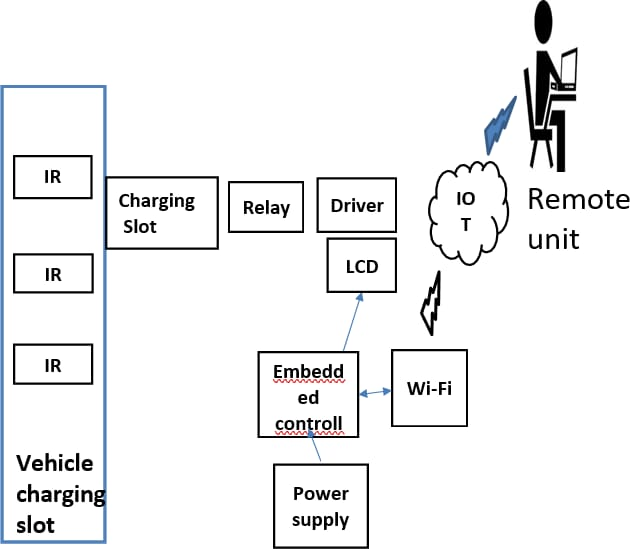 IR
Charging
Slot
Relay
Driver
IO
T
Remote
unit
LCD
IR
IR
Embedd
ed
controll
Wi-Fi
Vehicle
charging
slot
Power
supply